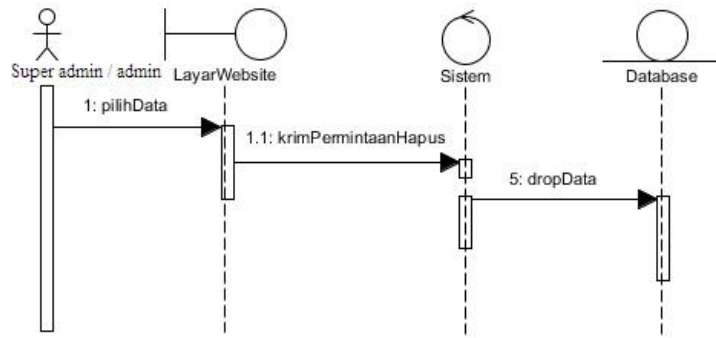 Super admin / admin
LayarWebsite
Sistem
Database
1: pilihData
1.1: krimPermintaanHapus
5: dropData